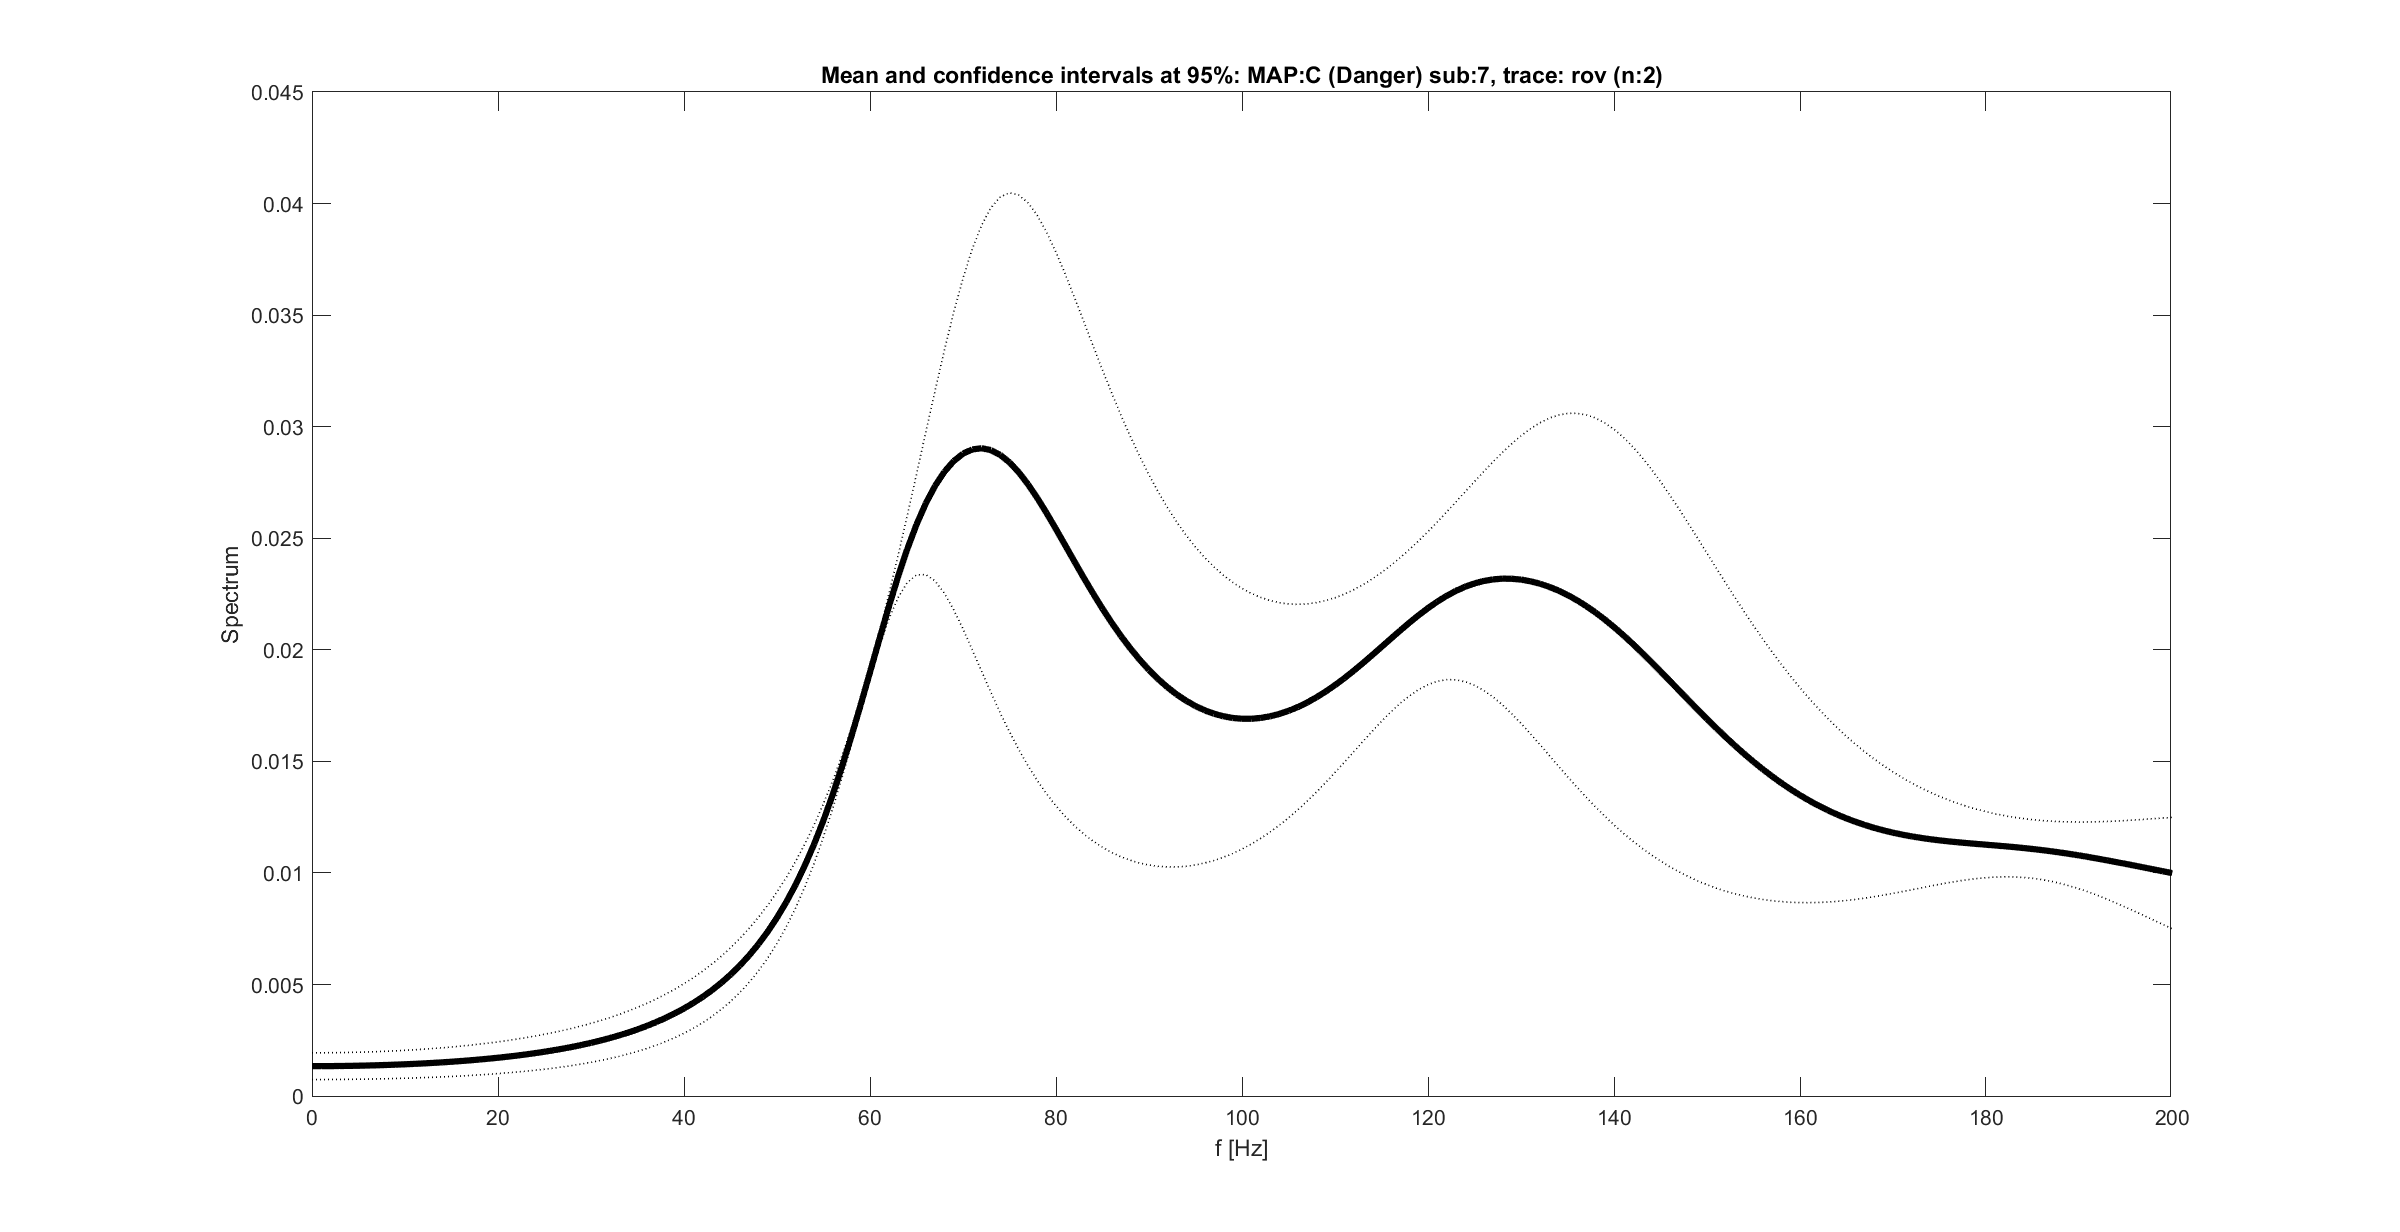 Mean and confidence intervals at 95%: MAP:C (Danger) sub:7, trace: rov (n:2)
0.045
0.04
0.035
0.03
0.025
0.02
0.015
0.01
0.005
0
Spectrum
0 20 40 60 80 100 120 140 160 180 200
f [Hz]